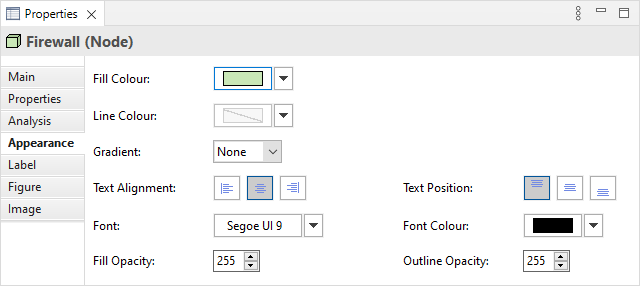 Properties
Firewall (Node)
Main
Properties
Analysis
Appearance
Label
Figure
Image
Fill Colour:
Line Colour:
Gradient: None
Text Alignment: Text Position:
Font: Segoe UI 9 Font Colour:
Fill Opacity: 255 Outline Opacity: 255